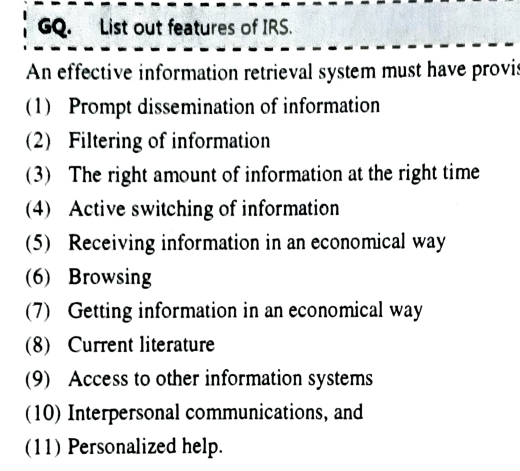 GQ. List out features of IRS.
An effective information retrieval system must have
(1) Prompt dissemination of information
(2) Filtering of information
(3) The right amount of information at the right time
(4) Active switching of information
(5) Receiving information in an economical way
(6) Browsing
(7) Getting information in an economical way
(8) Current literature
(9) Access to other information systems
(10) Interpersonal communications, and
(11) Personalized help.